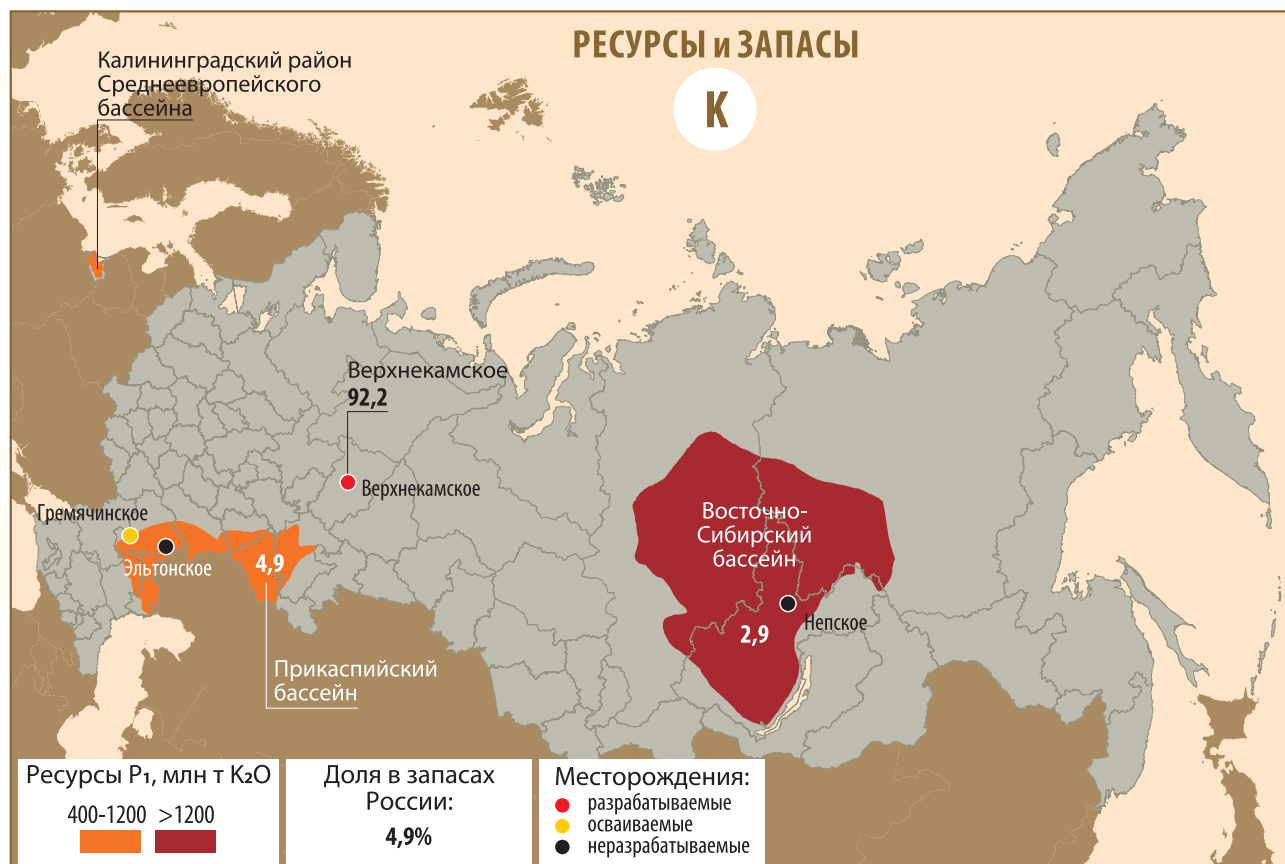 РЕСУРСЫ и ЗАПАСЫ
К
Калининградский район
Среднеевропейского
бассейна
Верхнекамское
92,2
Верхнекамское
Гремячинское
Эльтонское
4,9
Прикаспийский
бассейн
Восточно-
Сибирский
бассейн
Непское
2,9
Ресурсы P₁, млн т K₂O
400-1200 >1200
Доля в запасах
России:
4,9%
Месторождения:
разрабатываемые
осваиваемые
неразрабатываемые